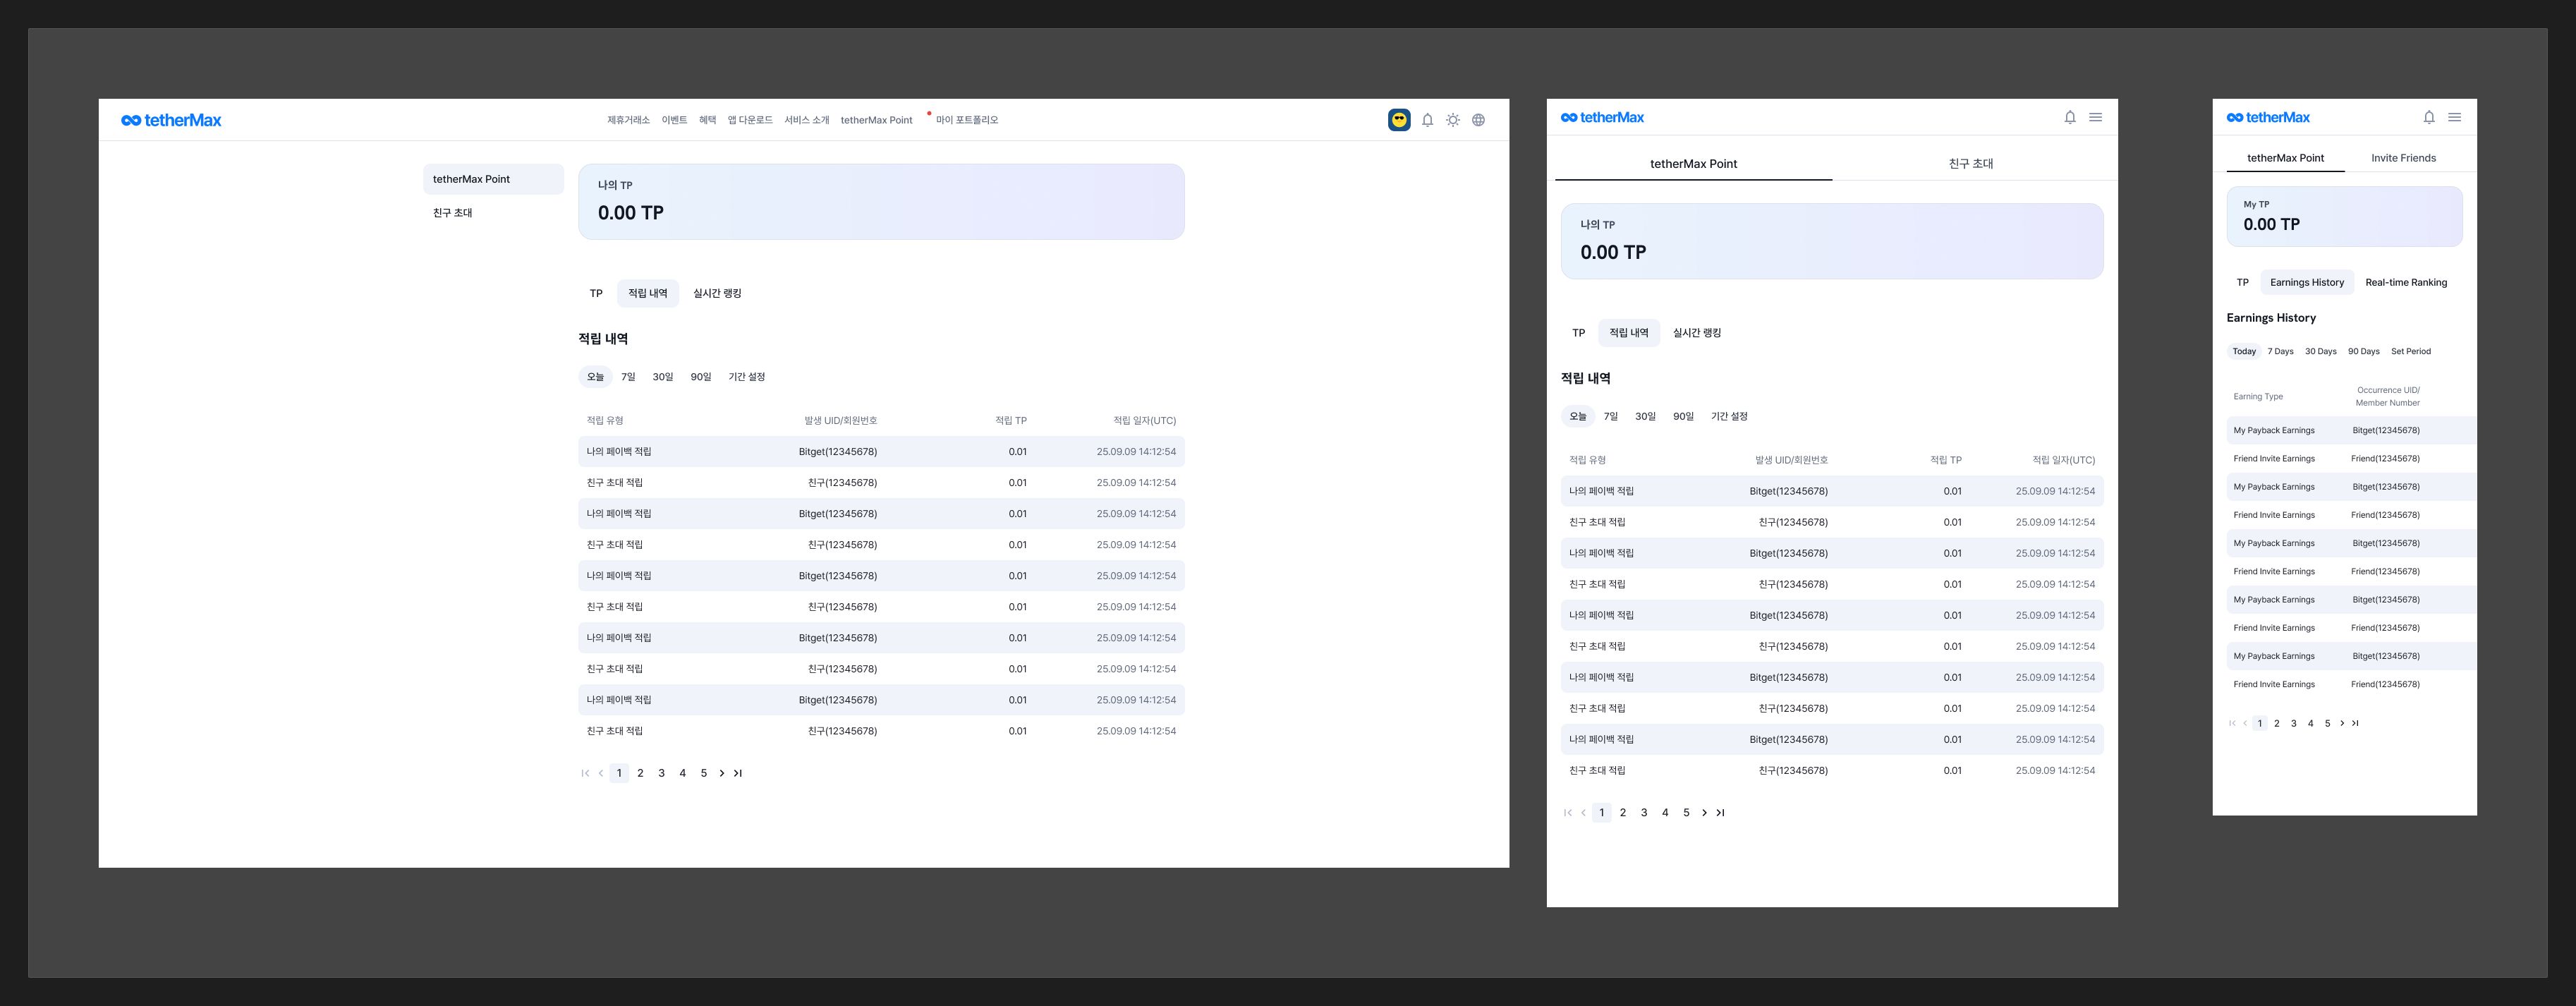 tetherMax
제휴거래소 이벤트 혜택 앱 다운로드 서비스 소개 tetherMax Point 마이 포트폴리오
tetherMax Point
친구 초대
나의 TP
0.00 TP
TP 적립 내역 실시간 랭킹
적립 내역
오늘 7일 30일 90일 기간 설정
적립 유형 발생 UID/회원번호 적립 TP 적립 일자(UTC)
나의 페이백 적립 Bitget(12345678) 0.01 25.09.09 14:12:54
친구 초대 적립 친구(12345678) 0.01 25.09.09 14:12:54
나의 페이백 적립 Bitget(12345678) 0.01 25.09.09 14:12:54
친구 초대 적립 친구(12345678) 0.01 25.09.09 14:12:54
나의 페이백 적립 Bitget(12345678) 0.01 25.09.09 14:12:54
친구 초대 적립 친구(12345678) 0.01 25.09.09 14:12:54
나의 페이백 적립 Bitget(12345678) 0.01 25.09.09 14:12:54
친구 초대 적립 친구(12345678) 0.01 25.09.09 14:12:54
나의 페이백 적립 Bitget(12345678) 0.01 25.09.09 14:12:54
친구 초대 적립 친구(12345678) 0.01 25.09.09 14:12:54
1 2 3 4 5
tetherMax
tetherMax Point 친구 초대
나의 TP
0.00 TP
TP 적립 내역 실시간 랭킹
적립 내역
오늘 7일 30일 90일 기간 설정
적립 유형 발생 UID/회원번호 적립 TP 적립 일자(UTC)
나의 페이백 적립 Bitget(12345678) 0.01 25.09.09 14:12:54
친구 초대 적립 친구(12345678) 0.01 25.09.09 14:12:54
나의 페이백 적립 Bitget(12345678) 0.01 25.09.09 14:12:54
친구 초대 적립 친구(12345678) 0.01 25.09.09 14:12:54
나의 페이백 적립 Bitget(12345678) 0.01 25.09.09 14:12:54
친구 초대 적립 친구(12345678) 0.01 25.09.09 14:12:54
나의 페이백 적립 Bitget(12345678) 0.01 25.09.09 14:12:54
친구 초대 적립 친구(12345678) 0.01 25.09.09 14:12:54
나의 페이백 적립 Bitget(12345678) 0.01 25.09.09 14:12:54
친구 초대 적립 친구(12345678) 0.01 25.09.09 14:12:54
1 2 3 4 5
tetherMax
tetherMax Point Invite Friends
My TP
0.00 TP
TP Earnings History Real-time Ranking
Earnings History
Today 7 Days 30 Days 90 Days Set Period
Earning Type Occurrence UID/
Member Number
My Payback Earnings Bitget(12345678)
Friend Invite Earnings Friend(12345678)
My Payback Earnings Bitget(12345678)
Friend Invite Earnings Friend(12345678)
My Payback Earnings Bitget(12345678)
Friend Invite Earnings Friend(12345678)
My Payback Earnings Bitget(12345678)
Friend Invite Earnings Friend(12345678)
My Payback Earnings Bitget(12345678)
Friend Invite Earnings Friend(12345678)
1 2 3 4 5